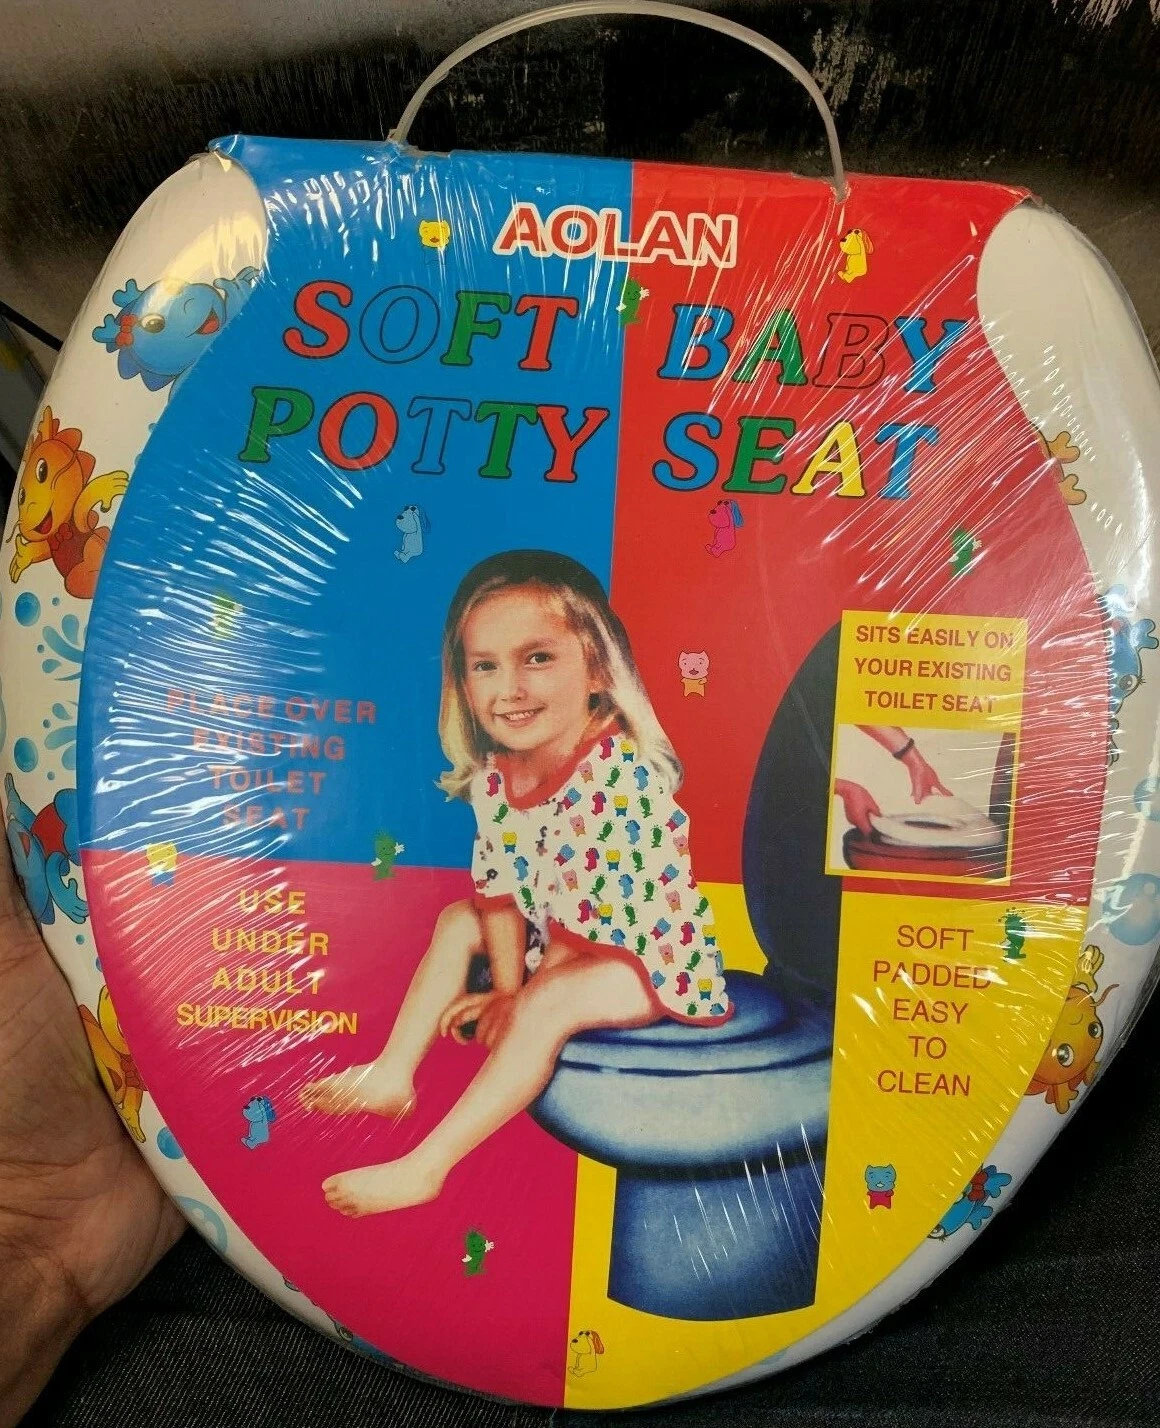 AOLAN
SOFT BABY
POTTY SEAT
SITS EASILY ON
YOUR EXISTING
TOILET SEAT
PLACE OVER
EXISTING
TOILET
SEAT
USE
UNDER
ADULT
SUPERVISION
SOFT
PADDED
EASY
TO
CLEAN